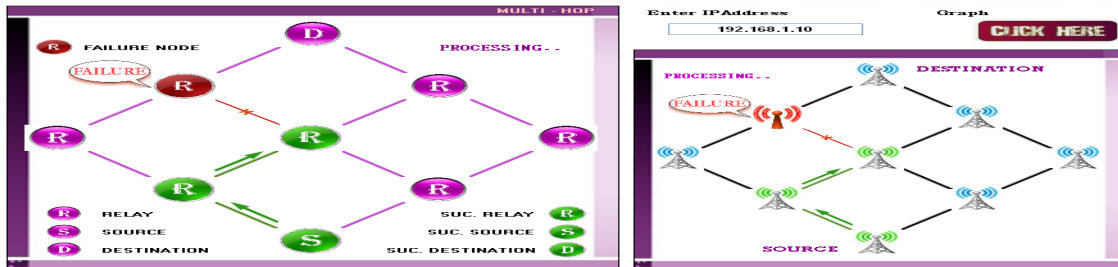 MULTI - HOP
D
R FAILURE NODE
PROCESSING..
FAILURE
R
R
R
R
R
R
R
R RELAY
SUC. RELAY R
S SOURCE
SUC. SOURCE S
S
D DESTINATION
SUC. DESTINATION D
Enter IPAddress
Graph
192.168.1.10
CLICK HERE
PROCESSING..
DESTINATION
FAILURE
SOURCE